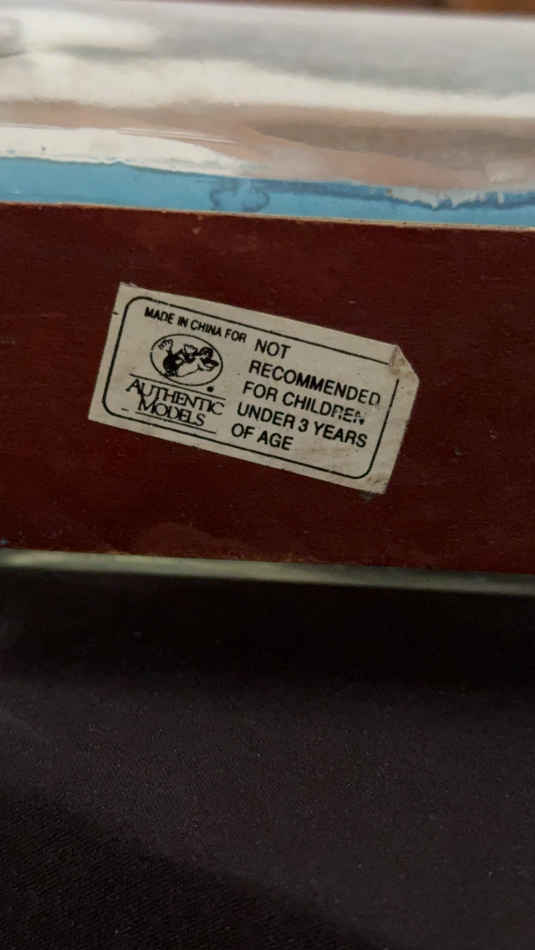 MADE IN CHINA FOR
AUTHENTIC
MODELS
NOT
RECOMMENDED
FOR CHILDREN
UNDER 3 YEARS
OF AGE